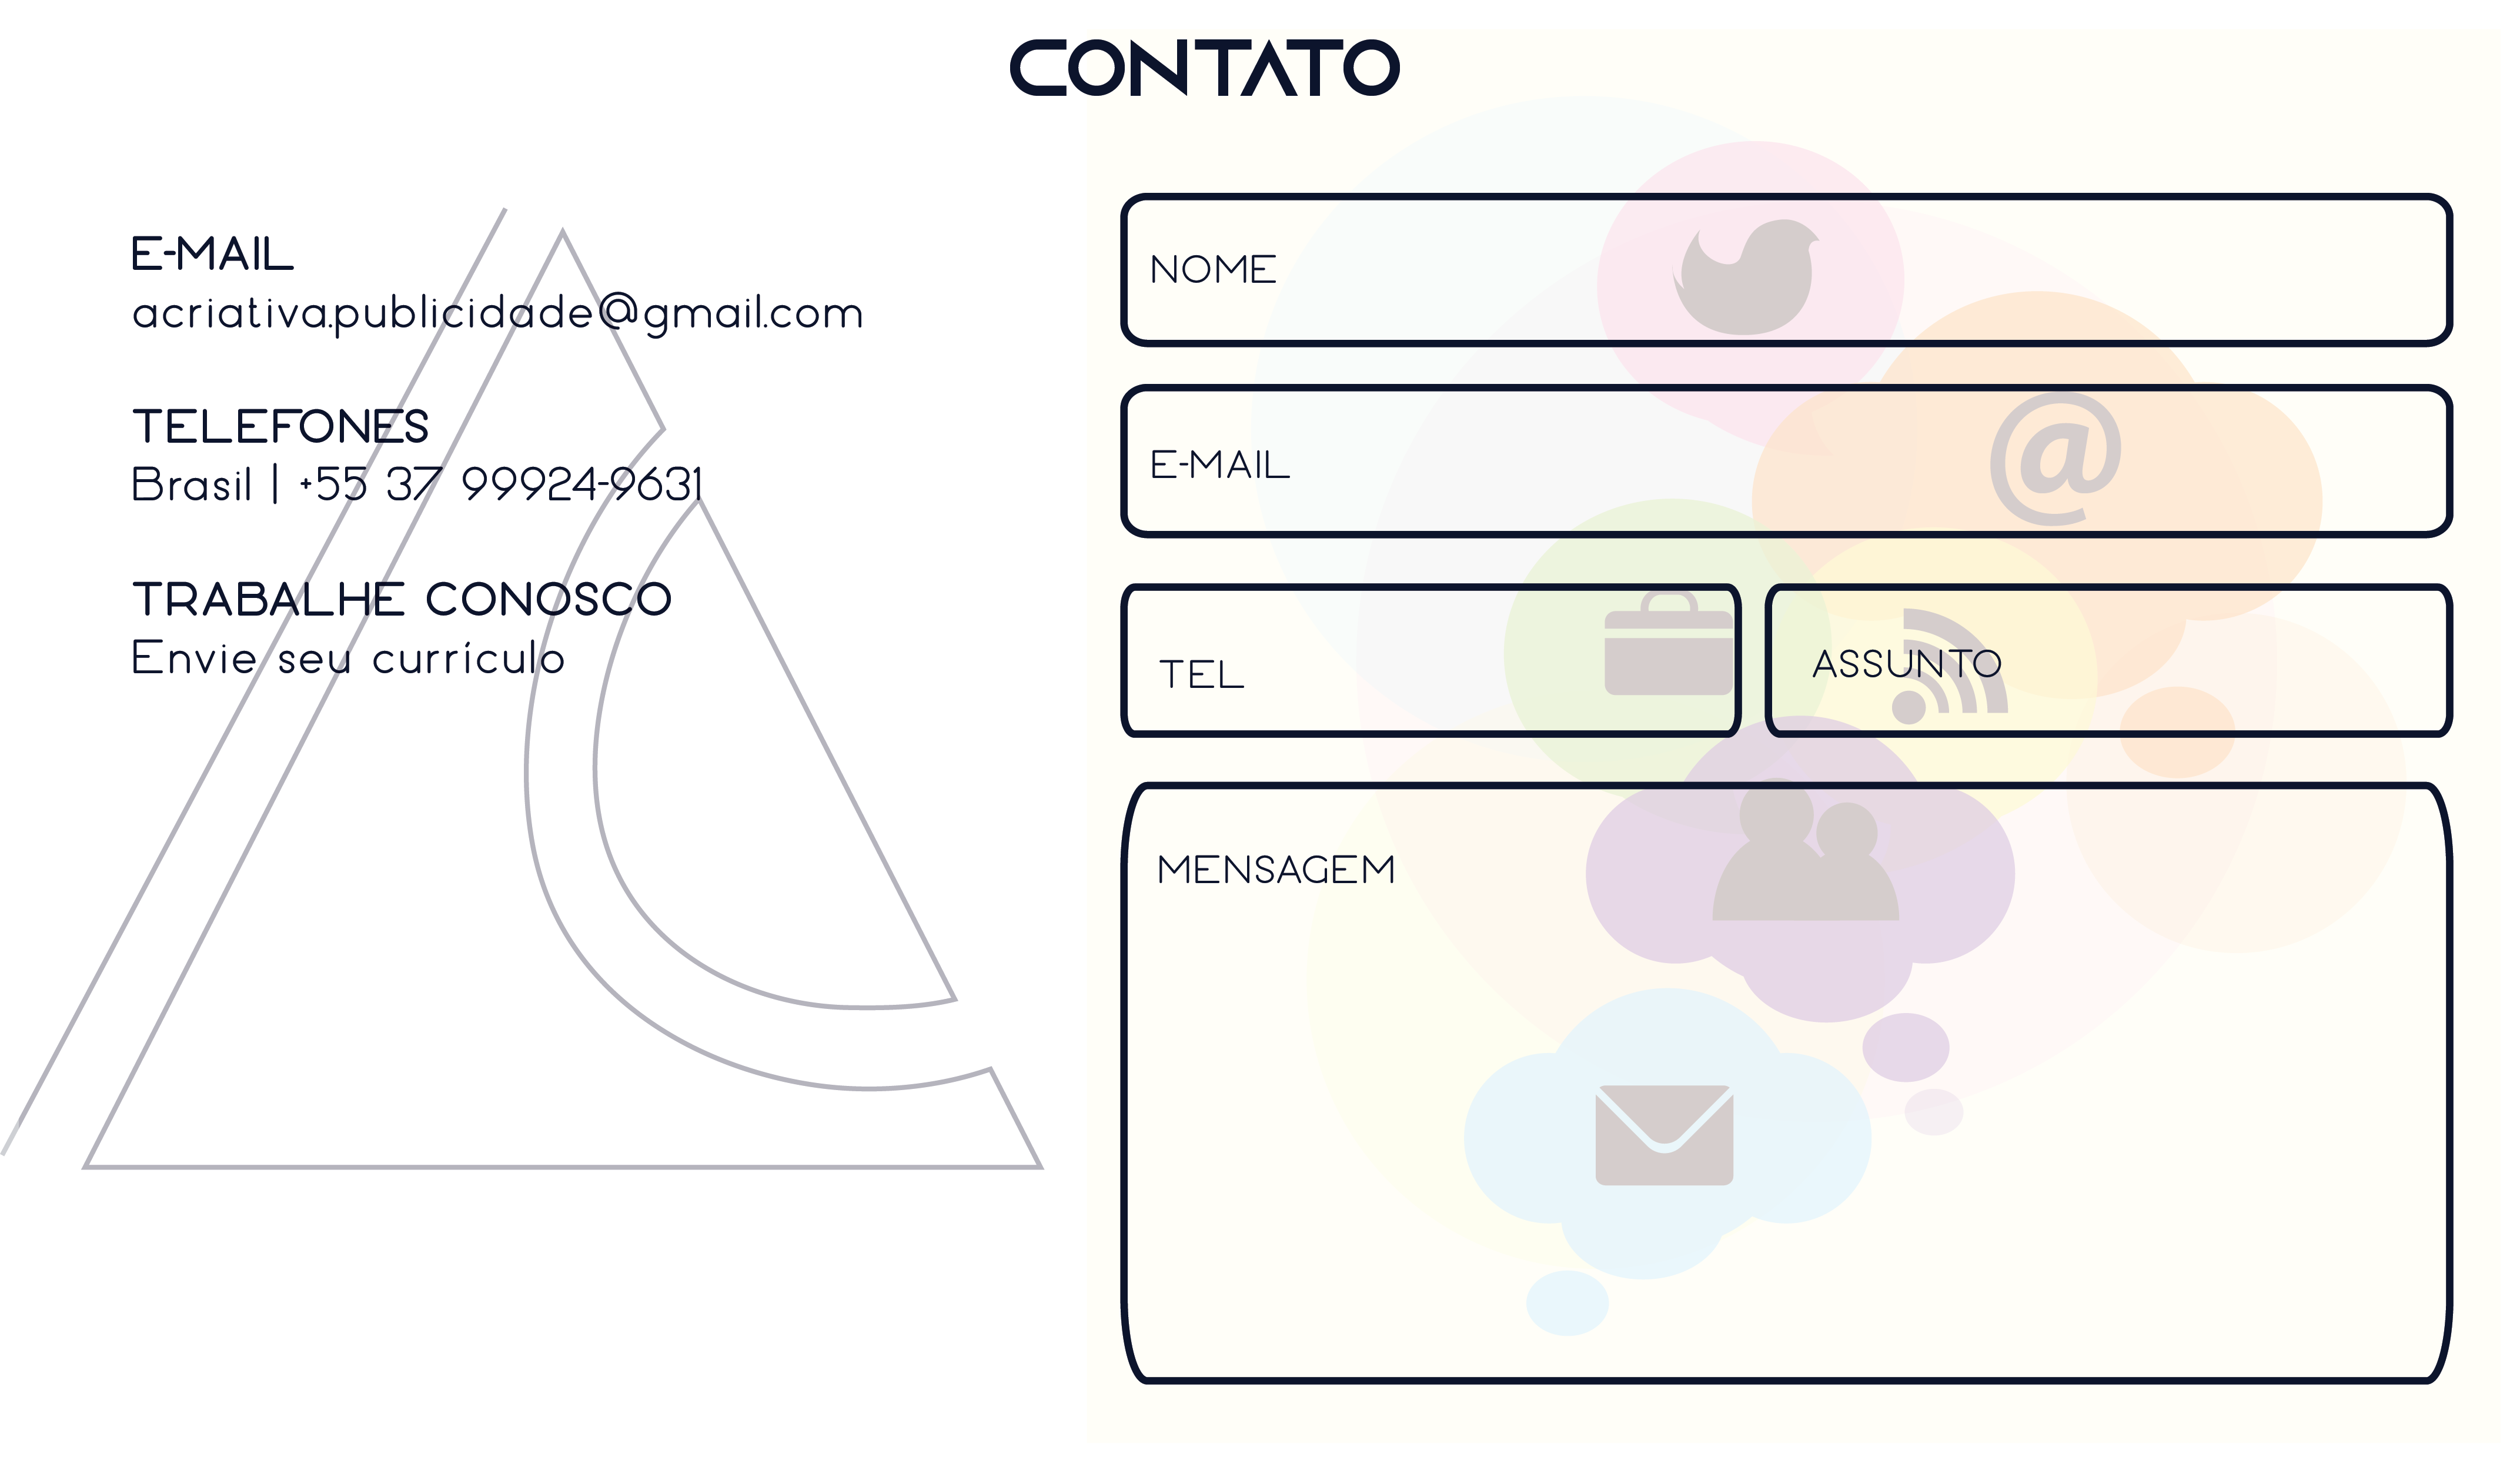 CONTATO
E-MAIL
acriativa.publicidade@gmail.com
TELEFONES
Brasil | +55 37 99924-9631
TRABALHE CONOSCO
Envie seu currículo
NOME
E-MAIL
TEL
ASSUNTO
MENSAGEM